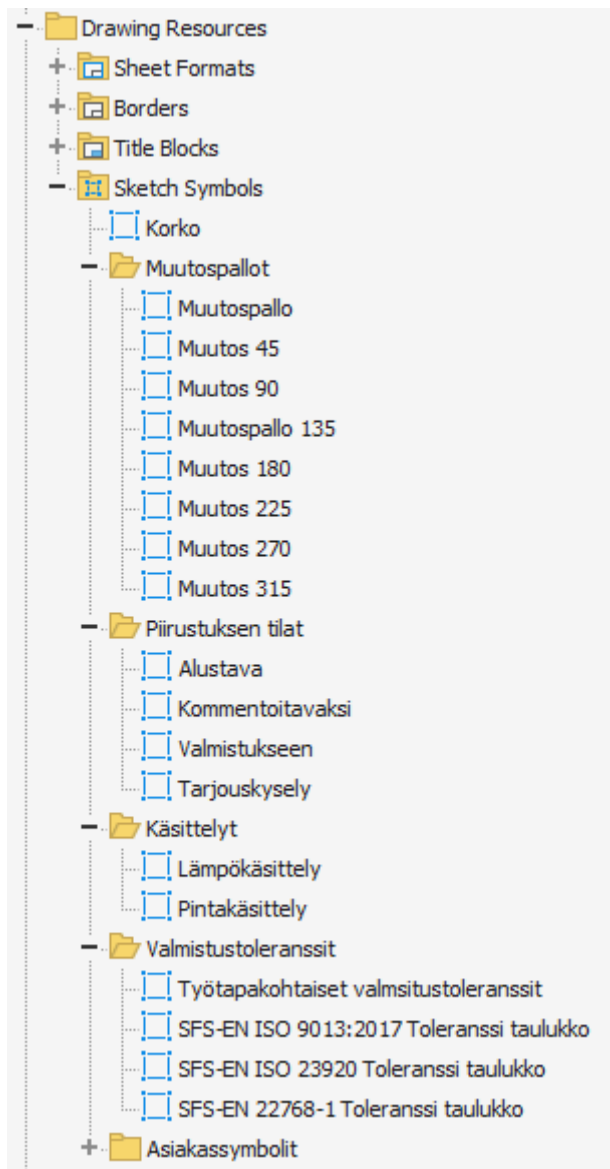 Drawing Resources
Sheet Formats
Borders
Title Blocks
Sketch Symbols
Korko
Muutospallot
Muutospallo
Muutos 45
Muutos 90
Muutospallo 135
Muutos 180
Muutos 225
Muutos 270
Muutos 315
Piirustuksen tilat
Alustava
Kommentoitavaksi
Valmistukseen
Tarjouskysely
Käsittelyt
Lämpökäsittely
Pintakäsittely
Valmistustoleranssit
Työtapakohtaiset valmsitustoleranssit
SFS-EN ISO 9013:2017 Toleranssi taulukko
SFS-EN ISO 23920 Toleranssi taulukko
SFS-EN 22768-1 Toleranssi taulukko
Asiakassymbolit